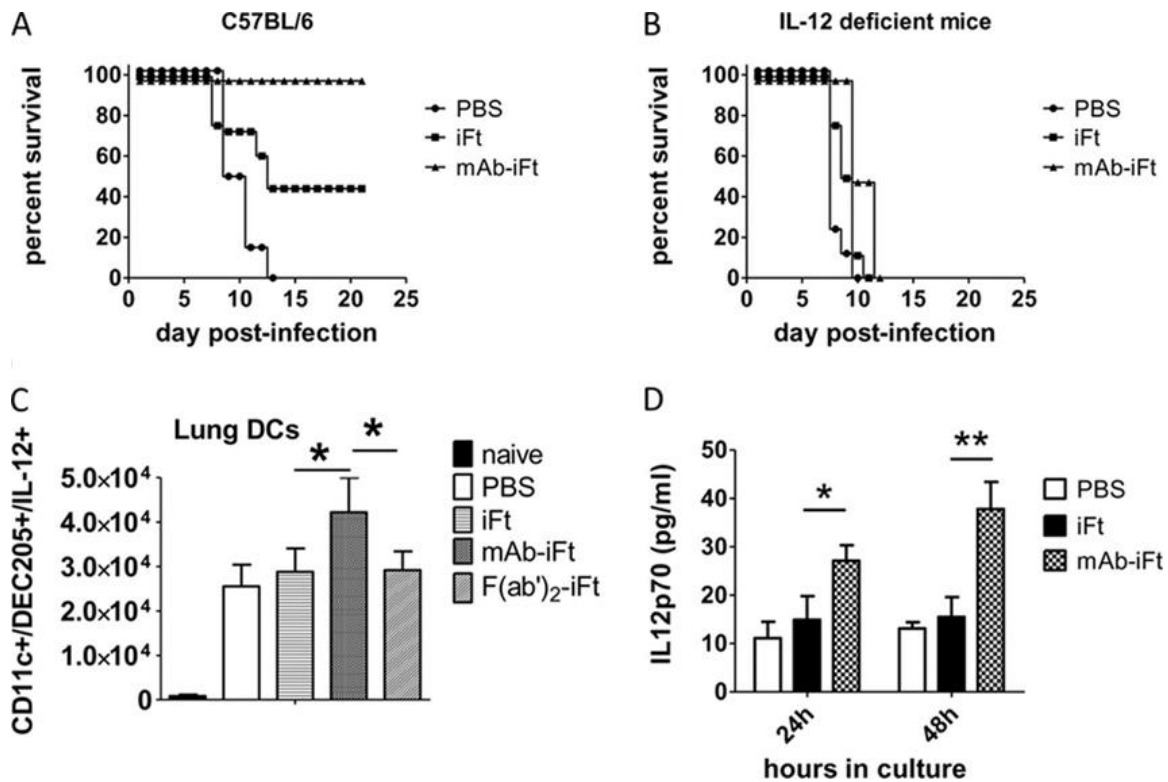 A
C57BL/6
percent survival
100
80
60
40
20
0
0 5 10 15 20 25
day post-infection
PBS
iFt
mAb-iFt
B
IL-12 deficient mice
percent survival
100
80
60
40
20
0
0 5 10 15 20 25
day post-infection
PBS
iFt
mAb-iFt
C
Lung DCs
CD11c+/DEC205+/IL-12+
5.0×10⁴
4.0×10⁴
3.0×10⁴
2.0×10⁴
1.0×10⁴
0
* *
naive
PBS
iFt
mAb-iFt
F(ab')₂-iFt
D
IL12p70 (pg/ml)
50
40
30
20
10
0
*
**
24h 48h
hours in culture
PBS
iFt
mAb-iFt